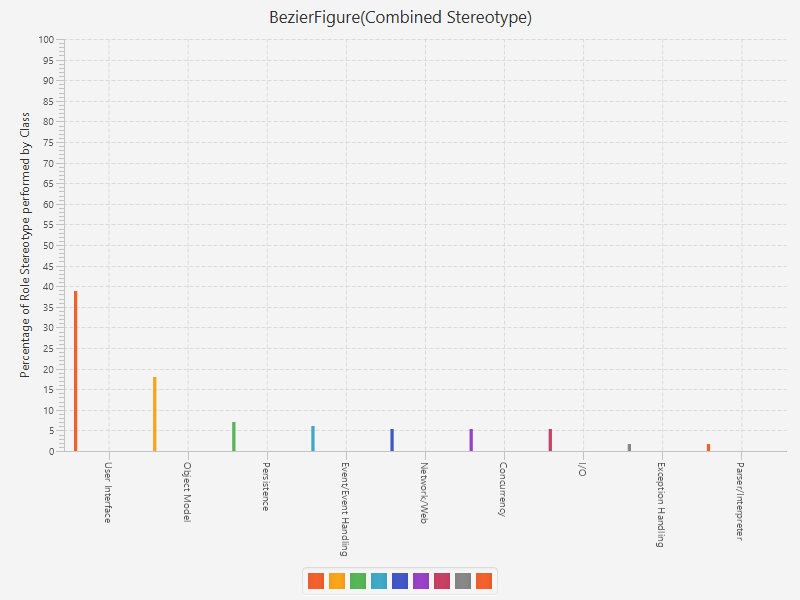 BezierFigure(Combined Stereotype)
Percentage of Role Stereotype performed by Class
100
95
90
85
80
75
70
65
60
55
50
45
40
35
30
25
20
15
10
5
0
User Interface
Object Model
Persistence
Event/Event Handling
Network/Web
Concurrency
I/O
Exception Handling
Parser/Interpreter